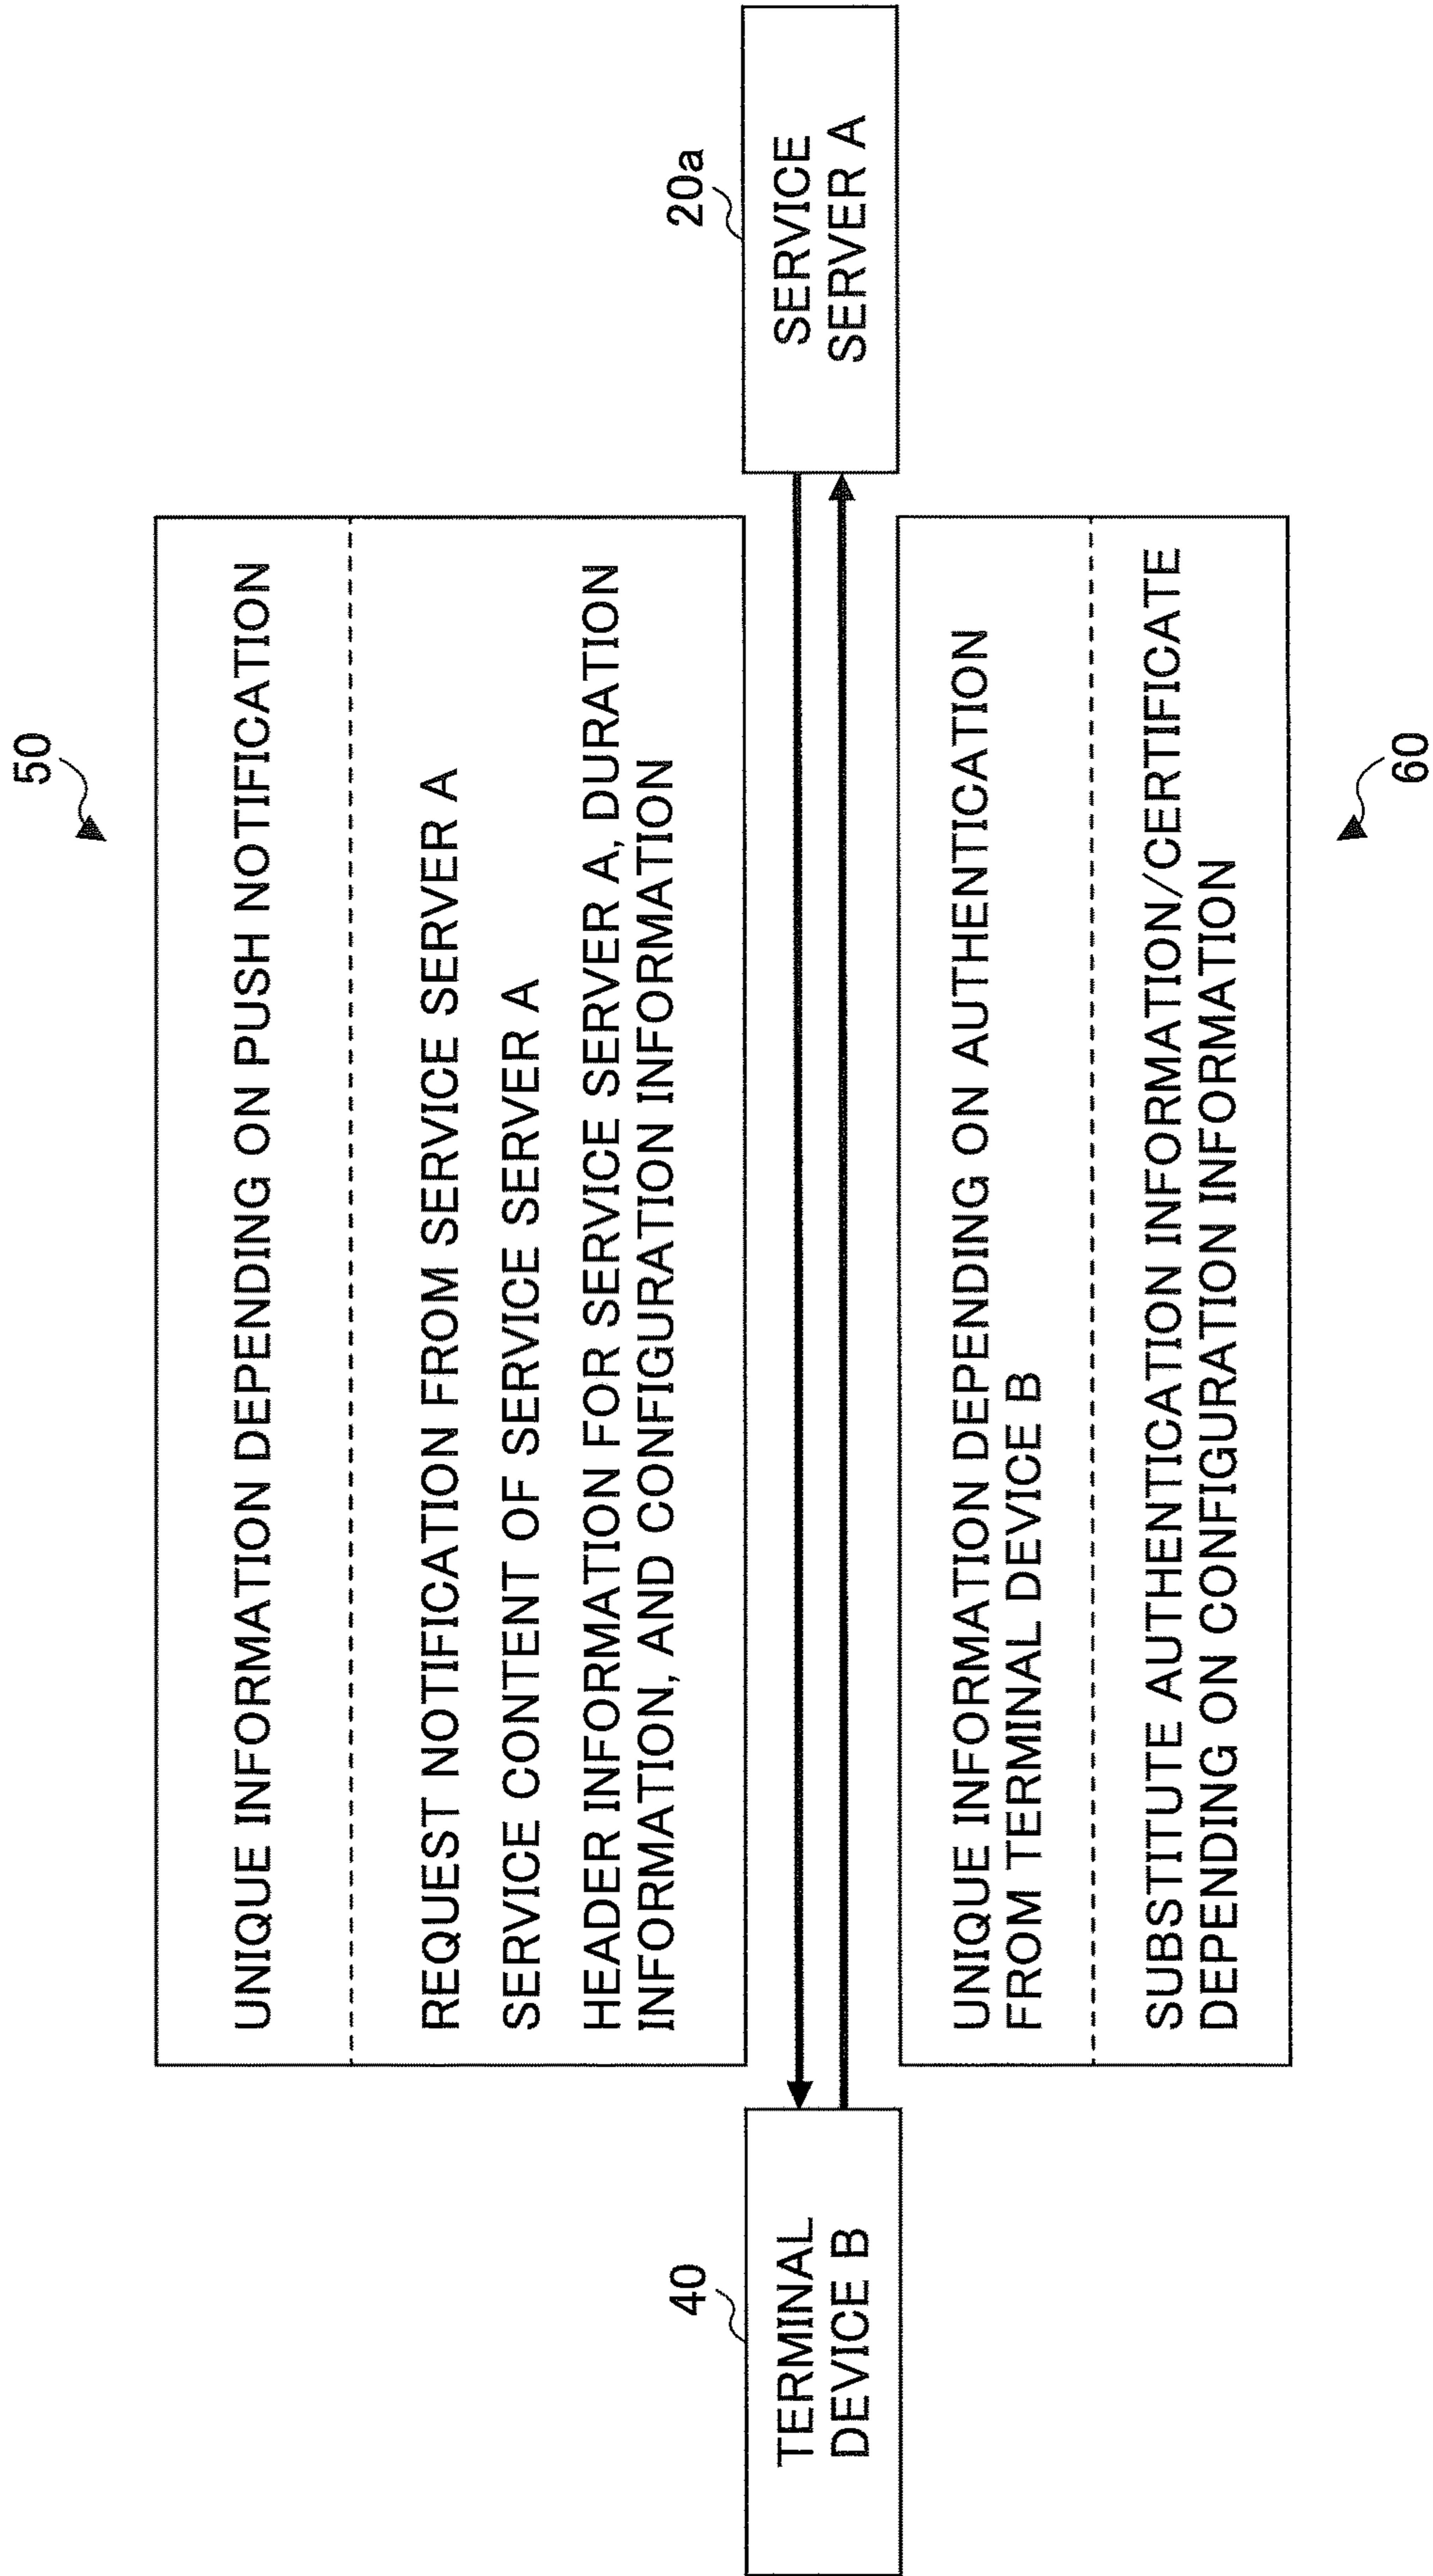 50
UNIQUE INFORMATION DEPENDING ON PUSH NOTIFICATION
REQUEST NOTIFICATION FROM SERVICE SERVER A
SERVICE CONTENT OF SERVICE SERVER A
HEADER INFORMATION FOR SERVICE SERVER A, DURATION
INFORMATION, AND CONFIGURATION INFORMATION
40
TERMINAL
DEVICE B
20a
SERVICE
SERVER A
UNIQUE INFORMATION DEPENDING ON AUTHENTICATION
FROM TERMINAL DEVICE B
SUBSTITUTE AUTHENTICATION INFORMATION/CERTIFICATE
DEPENDING ON CONFIGURATION INFORMATION
60